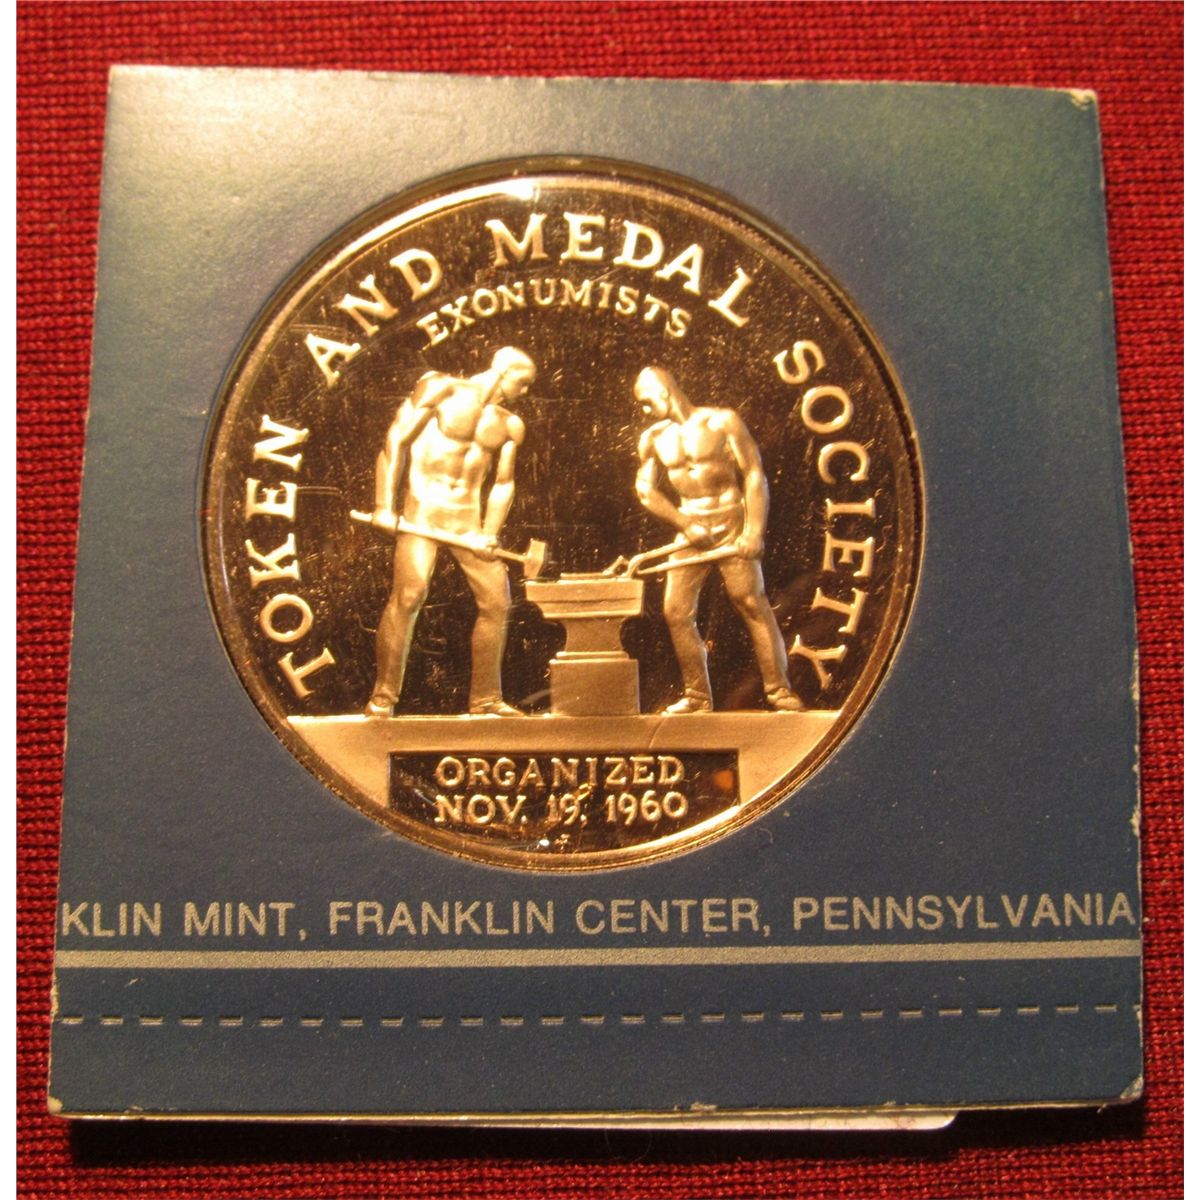 TOKEN AND MEDAL SOCIETY
EXONUMISTS
ORGANIZED
NOV. 19, 1960
KLIN MINT, FRANKLIN CENTER, PENNSYLVANIA